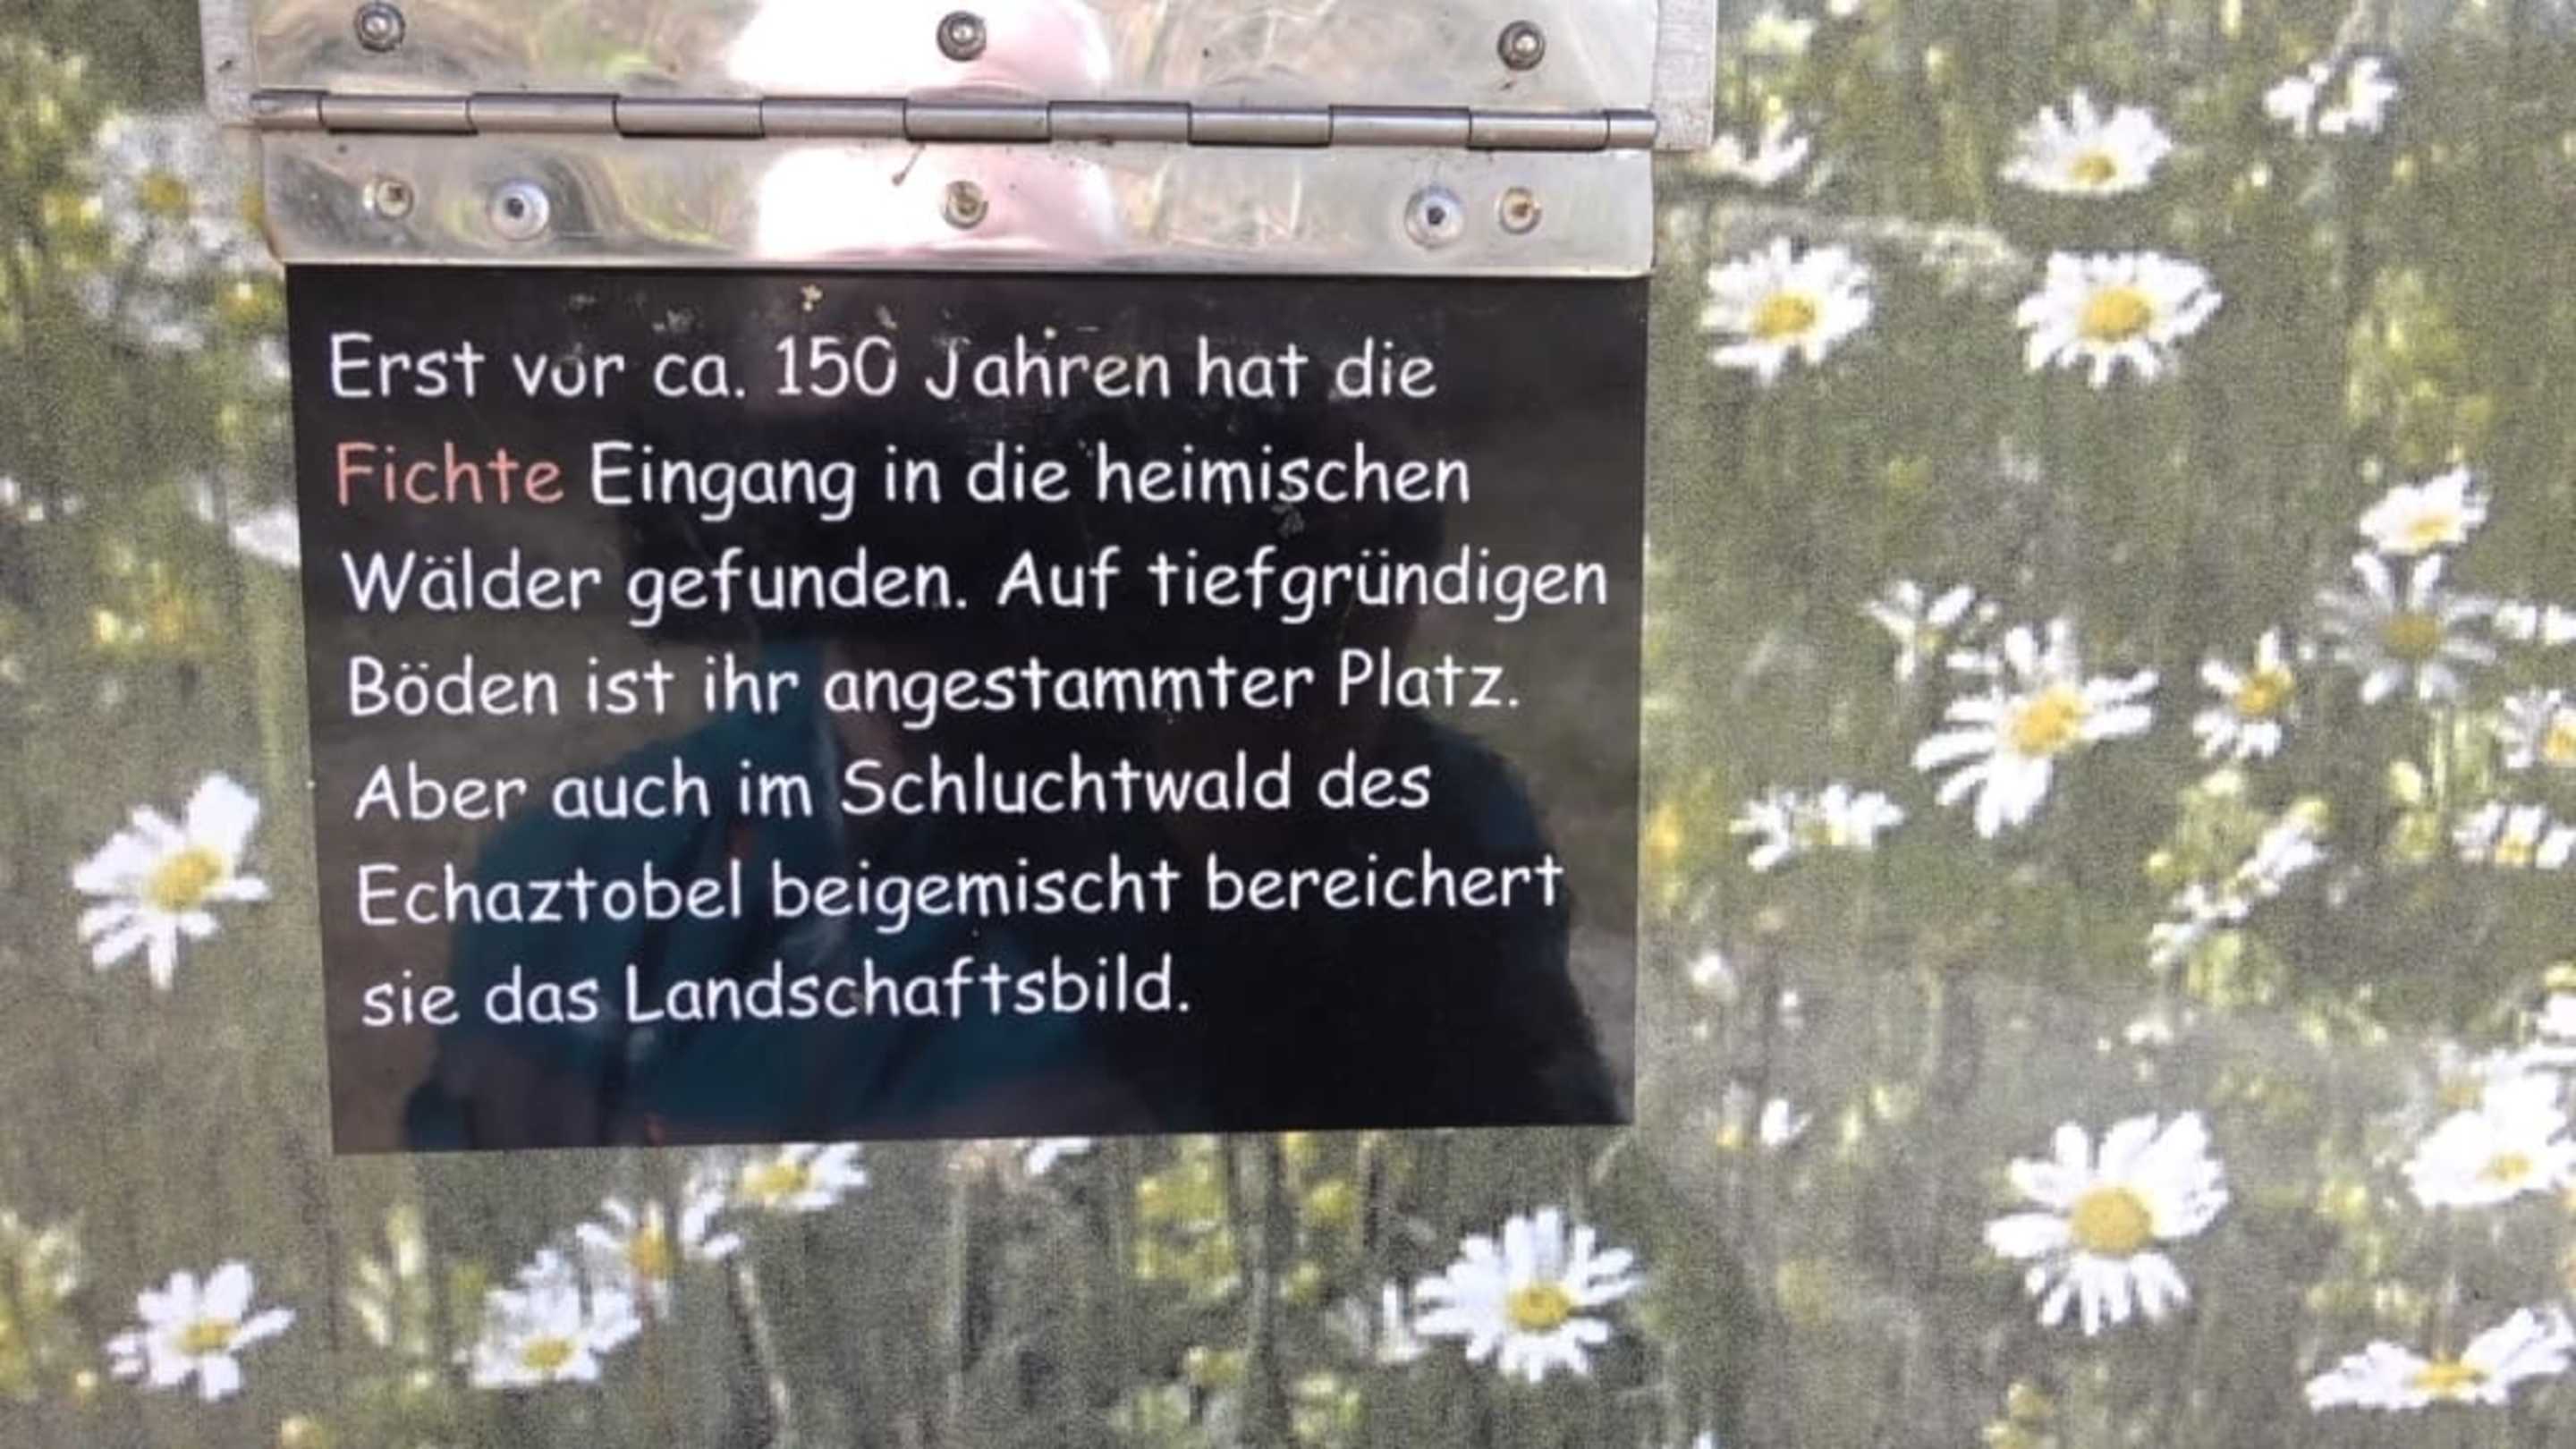 Erst vor ca. 150 Jahren hat die
Fichte Eingang in die heimischen
Wälder gefunden. Auf tiefgründigen
Böden ist ihr angestammter Platz.
Aber auch im Schluchtwald des
Echaztobel beigemischt bereichert
sie das Landschaftsbild.